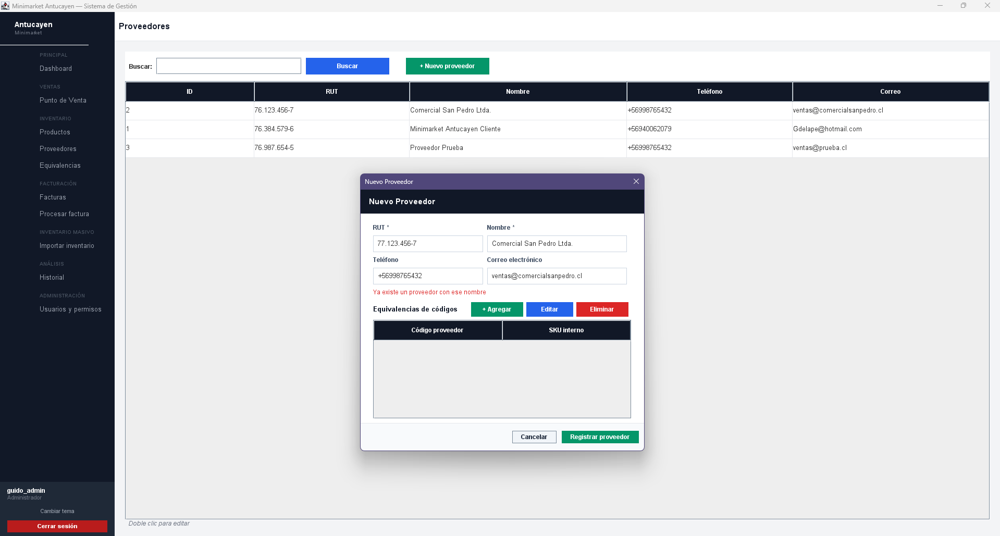 Minimarket Antucayen — Sistema de Gestión
Antucayen
Minimarket
PRINCIPAL
Dashboard
VENTAS
Punto de Venta
INVENTARIO
Productos
Proveedores
Equivalencias
FACTURACIÓN
Facturas
Procesar factura
INVENTARIO MASIVO
Importar inventario
ANÁLISIS
Historial
ADMINISTRACIÓN
Usuarios y permisos
guido_admin
Administrador
Cambiar tema
Cerrar sesión
Proveedores
Buscar: Buscar + Nuevo proveedor
ID RUT Nombre Teléfono Correo
2 76.123.456-7 Comercial San Pedro Ltda. +56998765432 ventas@comercialsanpedro.cl
1 76.384.579-6 Minimarket Antucayen Cliente +56940062079 Gdelape@hotmail.com
3 76.987.654-5 Proveedor Prueba +56998765432 ventas@prueba.cl
Nuevo Proveedor
Nuevo Proveedor
RUT * Nombre *
77.123.456-7 Comercial San Pedro Ltda.
Teléfono Correo electrónico
+56998765432 ventas@comercialsanpedro.cl
Ya existe un proveedor con ese nombre
Equivalencias de códigos + Agregar Editar Eliminar
Código proveedor SKU interno
Cancelar Registrar proveedor
Doble clic para editar